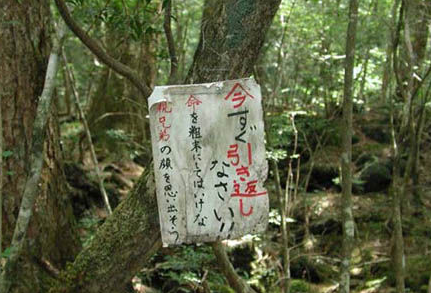 今すぐ引き返し
なさい!!
命を粗末にしてはいけない
親兄弟の顔を思い出そう